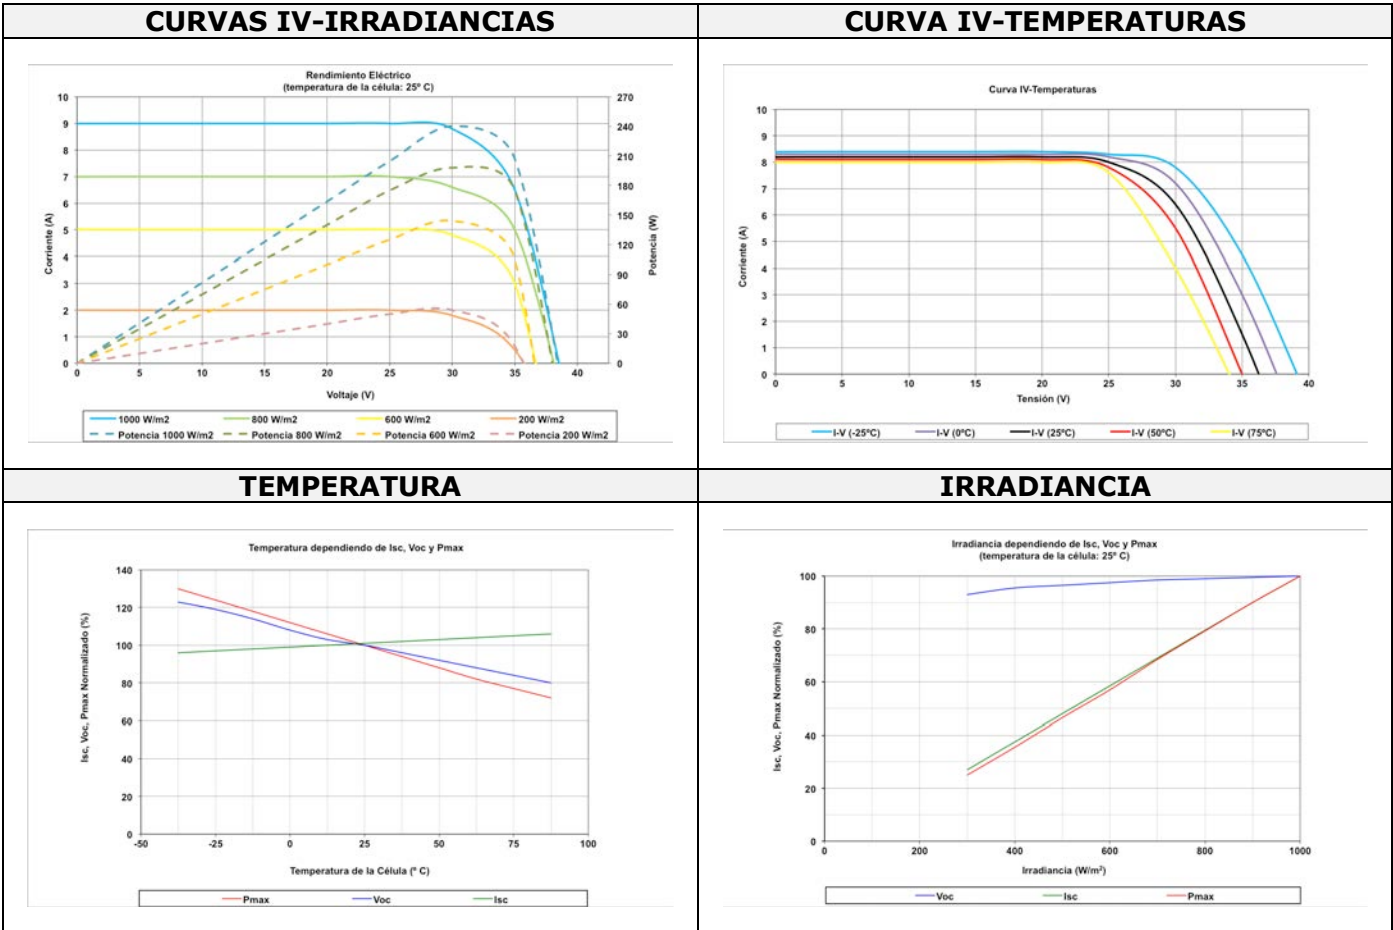 CURVAS IV-IRRADIANCIAS
Rendimiento Eléctrico
(temperatura de la célula: 25º C)
10
9
8
7
6
5
4
3
2
1
0
Corriente (A)
270
240
210
180
150
120
90
60
30
0
Potencia (W)
0 5 10 15 20 25 30 35 40
Voltaje (V)
1000 W/m2 800 W/m2 600 W/m2 200 W/m2
Potencia 1000 W/m2 Potencia 800 W/m2 Potencia 600 W/m2 Potencia 200 W/m2
CURVA IV-TEMPERATURAS
Curva IV-Temperaturas
10
9
8
7
6
5
4
3
2
1
0
Corriente (A)
0 5 10 15 20 25 30 35 40
Tensión (V)
I-V (-25ºC) I-V (0ºC) I-V (25ºC) I-V (50ºC) I-V (75ºC)
TEMPERATURA
Temperatura dependiendo de Isc, Voc y Pmax
140
120
100
80
60
40
20
0
Isc, Voc, Pmax Normalizado (%)
-50 -25 0 25 50 75 100
Temperatura de la Célula (º C)
Pmax Voc Isc
IRRADIANCIA
Irradiancia dependiendo de Isc, Voc y Pmax
(temperatura de la célula: 25º C)
100
80
60
40
20
0
Isc, Voc, Pmax Normalizado (%)
0 200 400 600 800 1000
Irradiancia (W/m²)
Voc Isc Pmax